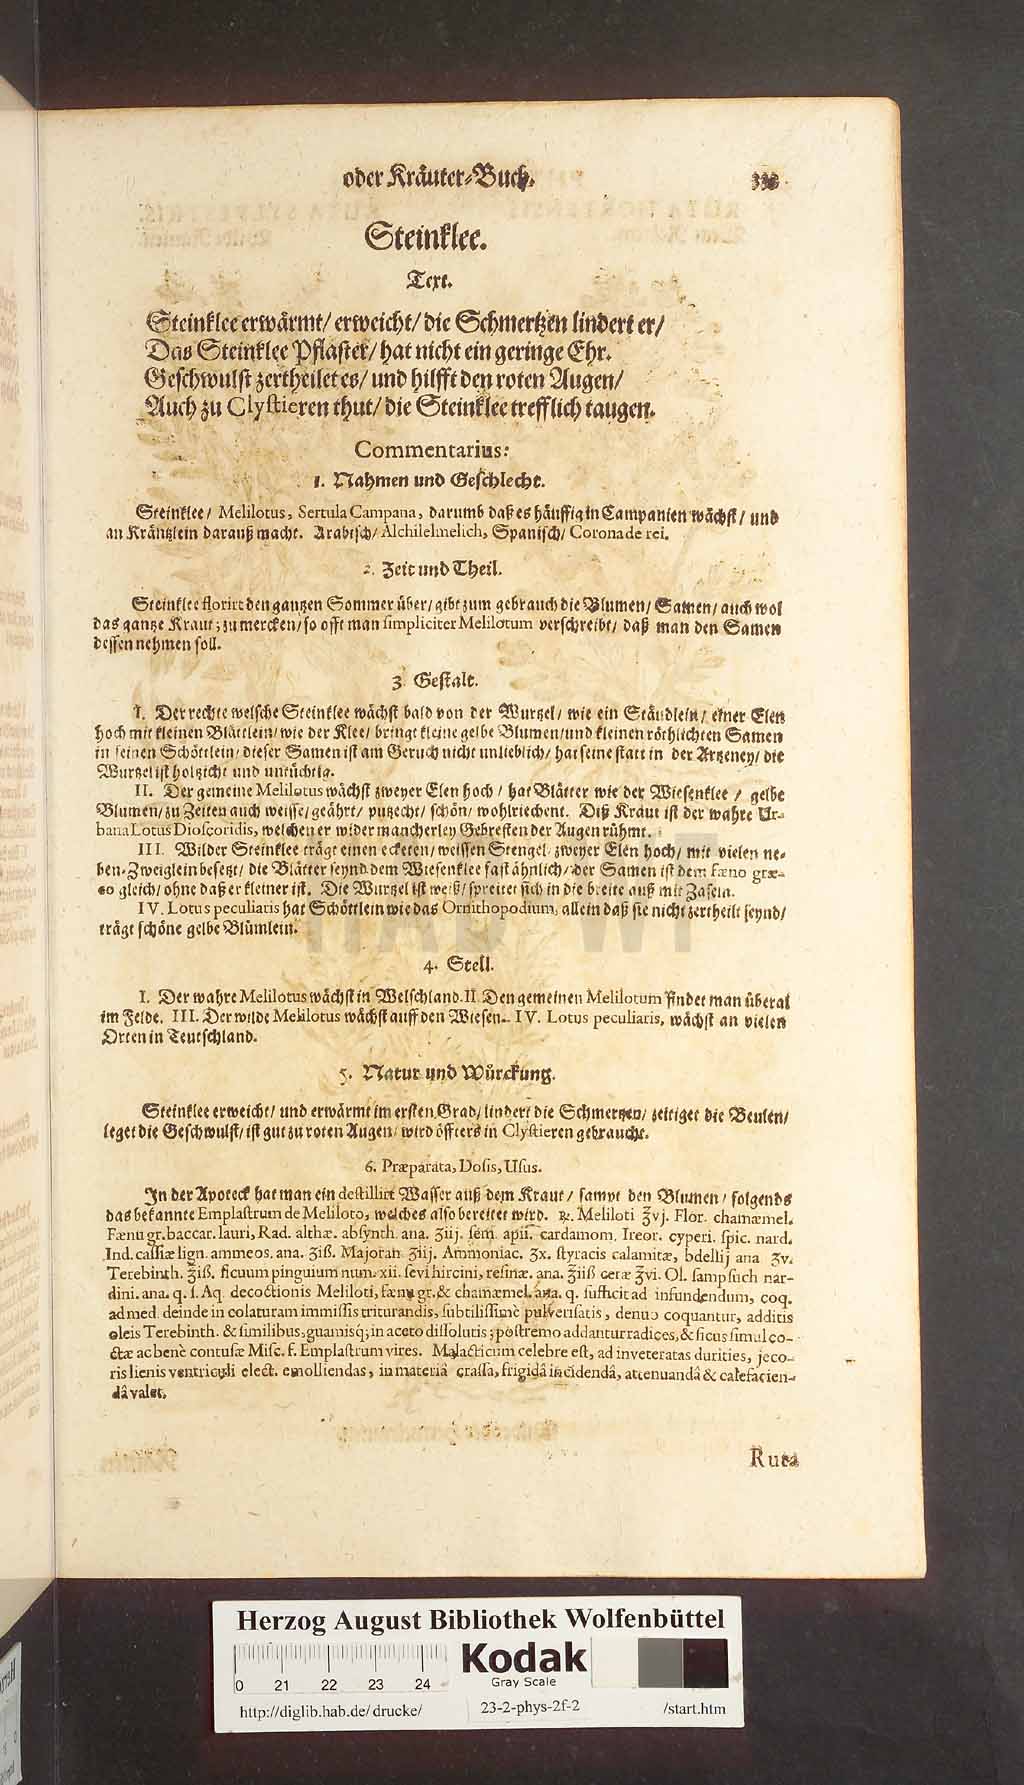 oder Kräuter-Buch.
Steinklee.
Text.
Steinklee erwärmt/ erweicht/ die Schmertzen lindert er/
Das Steinklee Pflaster/ hat nicht ein geringe Ehr.
Geschwulst zertheilet es/ und hilfft den roten Augen/
Auch zu Clystieren thut/ die Steinklee trefflich taugen.
Commentarius:
1. Nahmen und Geschlecht.
Steinklee/ Melilotus, Sertula Campana, darumb daß es häuffig in Campanien wächst/ und
an Kräntzlein darauß macht. Arabisch/ Alchilelmelich, Spanisch/ Corona de rei.
2. Zeit und Theil.
Steinklee florirt den gantzen Sommer über/ gibt zum gebrauch die Blumen/ Samen/ auch wol
das gantze Kraut; zu mercken/ so offt man simpliciter Melilotum verschreibt/ daß man den Samen
dessen nehmen soll.
3. Gestalt.
I. Der rechte welsche Steinklee wächst bald von der Wurtzel/ wie ein Stäudlein/ einer Elen
hoch mit kleinen Blättlein/ wie der Klee/ bringt kleine gelbe Blumen/ und kleinen röthlichten Samen
in seinen Schöttlein/ dieser Samen ist am Geruch nicht unlieblich/ hat seine statt in der Artzeney/ die
Wurtzel ist holtzicht und untüchtig.
II. Der gemeine Melilotus wächst zweyer Elen hoch/ hat Blätter wie der Wiesenklee/ gelbe
Blumen/ zu Zeiten auch weisse/ geährt/ putzecht/ schön/ wohlriechent. Diß Kraut ist der wahre Ur-
bana Lotus Dioscoridis, welchen er wider mancherley Gebresten der Augen rühmt.
III. Wilder Steinklee trägt einen ecketen/ weissen Stengel zweyer Elen hoch/ mit vielen ne-
ben-Zweiglein besetzt/ die Blätter seynd dem Wiesenklee fast ähnlich/ der Samen ist dem fæno græ-
co gleich/ ohne daß er kleiner ist. Die Wurtzel ist weiß/ spreitet sich in die breite auß mit Zaseln.
IV. Lotus peculiaris hat Schöttlein wie das Ornithopodium, allein daß sie nicht zertheilt seynd/
trägt schöne gelbe Blümlein.
4. Stell.
I. Der wahre Melilotus wächst in Welschland. II. Den gemeinen Melilotum findet man überal
im Felde. III. Der wilde Melilotus wächst auff den Wiesen. IV. Lotus peculiaris, wächst an vielen
Orten in Teutschland.
5. Natur und Würckung.
Steinklee erweicht/ und erwärmt im ersten Grad/ lindert die Schmertzen/ zeitiget die Beulen/
leget die Geschwulst/ ist gut zu roten Augen/ wird öffters in Clystieren gebraucht.
6. Præparata, Dosis, Usus.
In der Apoteck hat man ein destillirt Wasser auß dem Kraut/ sampt den Blumen/ folgends
das bekannte Emplastrum de Meliloto, welches also bereitet wird. ℞. Meliloti ℥vj. Flor. chamæmel.
Fænu gr. baccar. lauri, Rad. altheæ. absynth. ana. ʒiij. sem. apii. cardamom. Ireor. cyperi. spic. nard.
Ind. cassiæ lign. ammeos. ana. ʒiß. Majoran ʒiij. Ammoniac. ʒx. styracis calamitæ, bdellij ana ʒv.
Terebinth. ℥iß. ficuum pinguium num. xii. sevi hircini, resinæ. ana. ℥iiß ceræ ℥vi. Ol. sampsuch nar-
dini. ana. q. s. Aq. decoctionis Meliloti, fænu gr. & chamæmel. ana. q. sufficit ad infundendum, coq.
ad med. deinde in colaturam immissis triturandis, subtilissimè pulverisatis, denuo coquantur, additis
oleis Terebinth. & similibus, gumisq; in aceto dissolutis; postremo addantur radices, & ficus simul co-
ctæ ac benè contusæ Misc. f. Emplastrum vires. Malacticum celebre est, ad inveteratas durities, jeco-
ris lienis ventriculi elect. emolliendas, in materiâ crassa, frigidâ incidendâ, attenuandâ & calefacien-
dâ valet.
Ruta
HAB WF
Herzog August Bibliothek Wolfenbüttel
0 21 22 23 24
Kodak
Gray Scale
http://diglib.hab.de/drucke/ 23-2-phys-2f-2 /start.htm